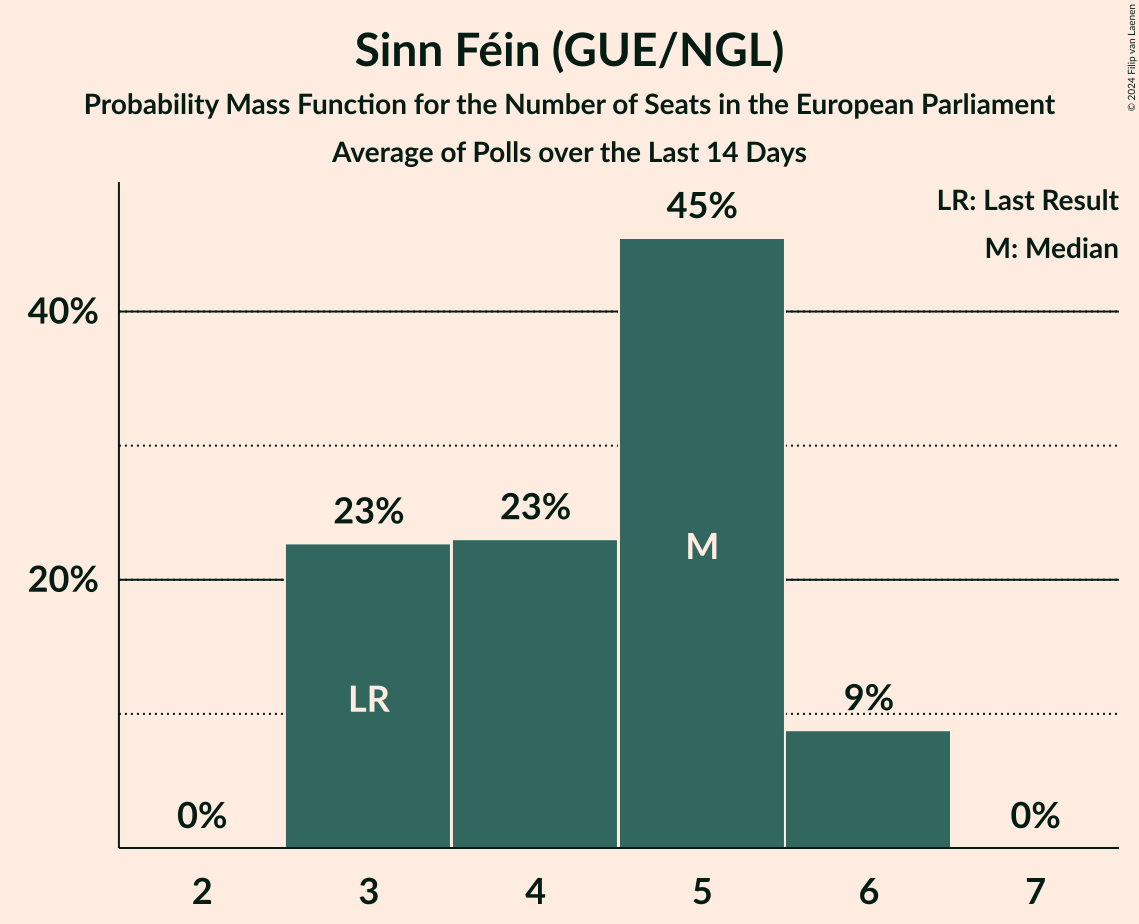 Sinn Féin (GUE/NGL)
Probability Mass Function for the Number of Seats in the European Parliament
Average of Polls over the Last 14 Days
© 2024 Filip van Laenen
LR: Last Result
M: Median
45%
40%
23%
23%
M
20%
LR
9%
0%
0%
2
3
4
5
6
7